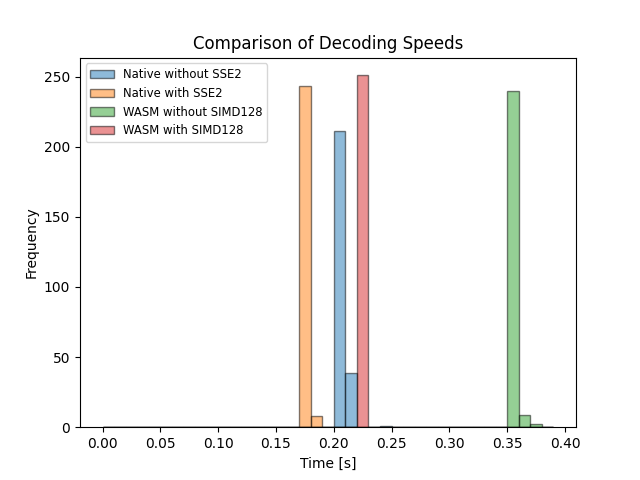 Comparison of Decoding Speeds
Native without SSE2
Native with SSE2
WASM without SIMD128
WASM with SIMD128
Frequency
250
200
150
100
50
0
0.00 0.05 0.10 0.15 0.20 0.25 0.30 0.35 0.40
Time [s]